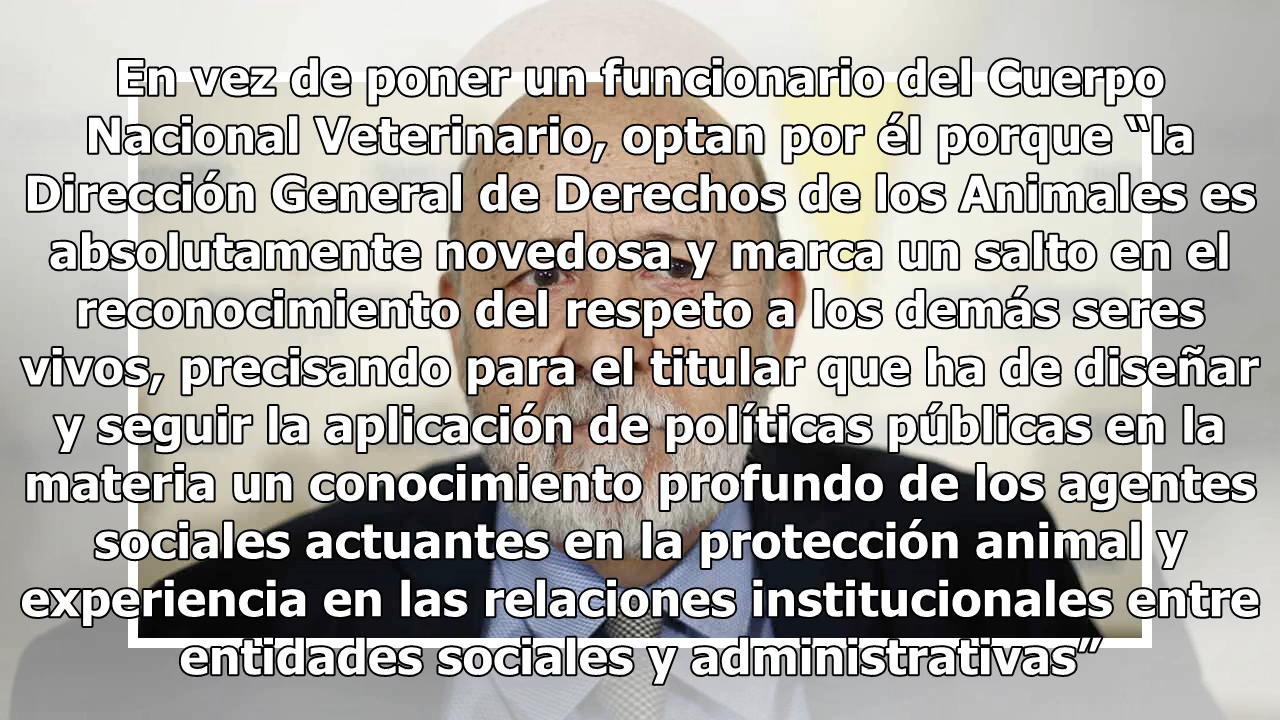 En vez de poner un funcionario del Cuerpo
Nacional Veterinario, optan por él porque “la
Dirección General de Derechos de los Animales es
absolutamente novedosa y marca un salto en el
reconocimiento del respeto a los demás seres
vivos, precisando para el titular que ha de diseñar
y seguir la aplicación de políticas públicas en la
materia un conocimiento profundo de los agentes
sociales actuantes en la protección animal y
experiencia en las relaciones institucionales entre
entidades sociales y administrativas”